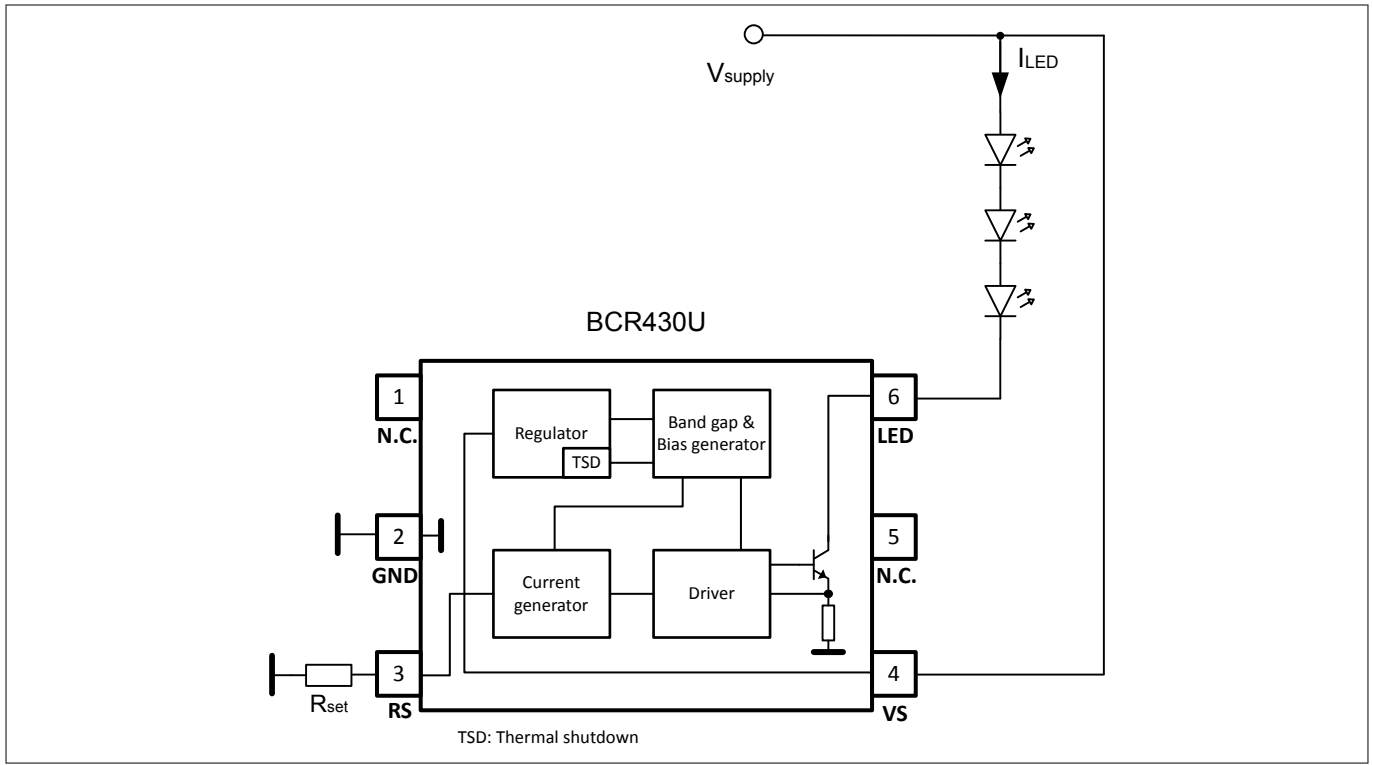 Vsupply
ILED
BCR430U
1
N.C.
6
LED
Regulator
TSD
Band gap &
Bias generator
2
GND
5
N.C.
Current
generator
Driver
3
RS
Rset
4
VS
TSD: Thermal shutdown